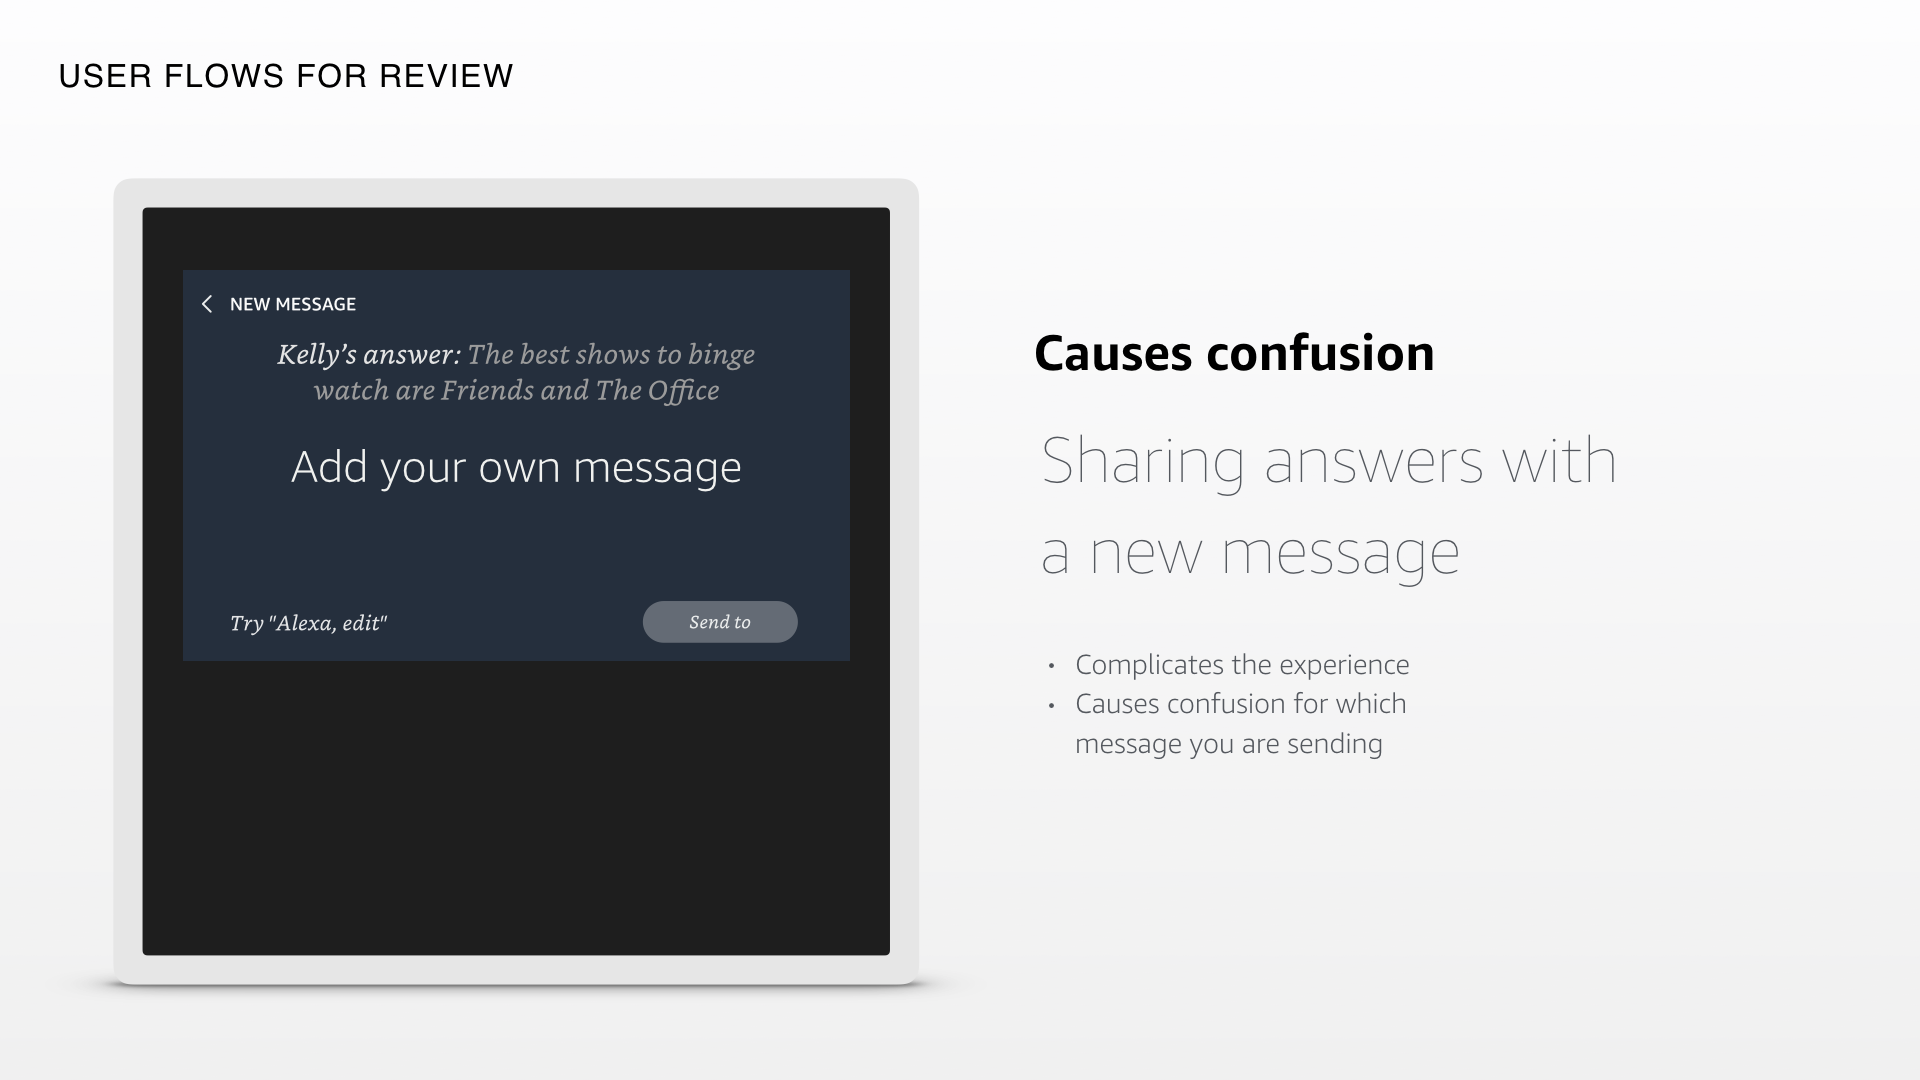 USER FLOWS FOR REVIEW
NEW MESSAGE
Kelly’s answer: The best shows to binge
watch are Friends and The Office
Add your own message
Try "Alexa, edit"
Send to
Causes confusion
Sharing answers with
a new message
• Complicates the experience
• Causes confusion for which
message you are sending